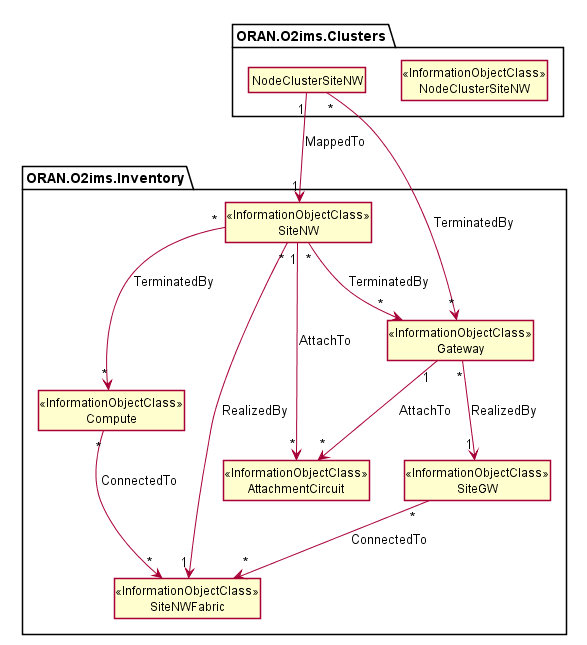 ORAN.O2ims.Clusters
NodeClusterSiteNW
«InformationObjectClass»
NodeClusterSiteNW
1
*
MappedTo
ORAN.O2ims.Inventory
1
*
«InformationObjectClass»
SiteNW
TerminatedBy
*
1
*
TerminatedBy
TerminatedBy
*
*
«InformationObjectClass»
Gateway
AttachTo
*
1
*
«InformationObjectClass»
Compute
RealizedBy
AttachTo
RealizedBy
*
*
*
1
ConnectedTo
«InformationObjectClass»
AttachmentCircuit
«InformationObjectClass»
SiteGW
*
ConnectedTo
*
1
*
«InformationObjectClass»
SiteNWFabric